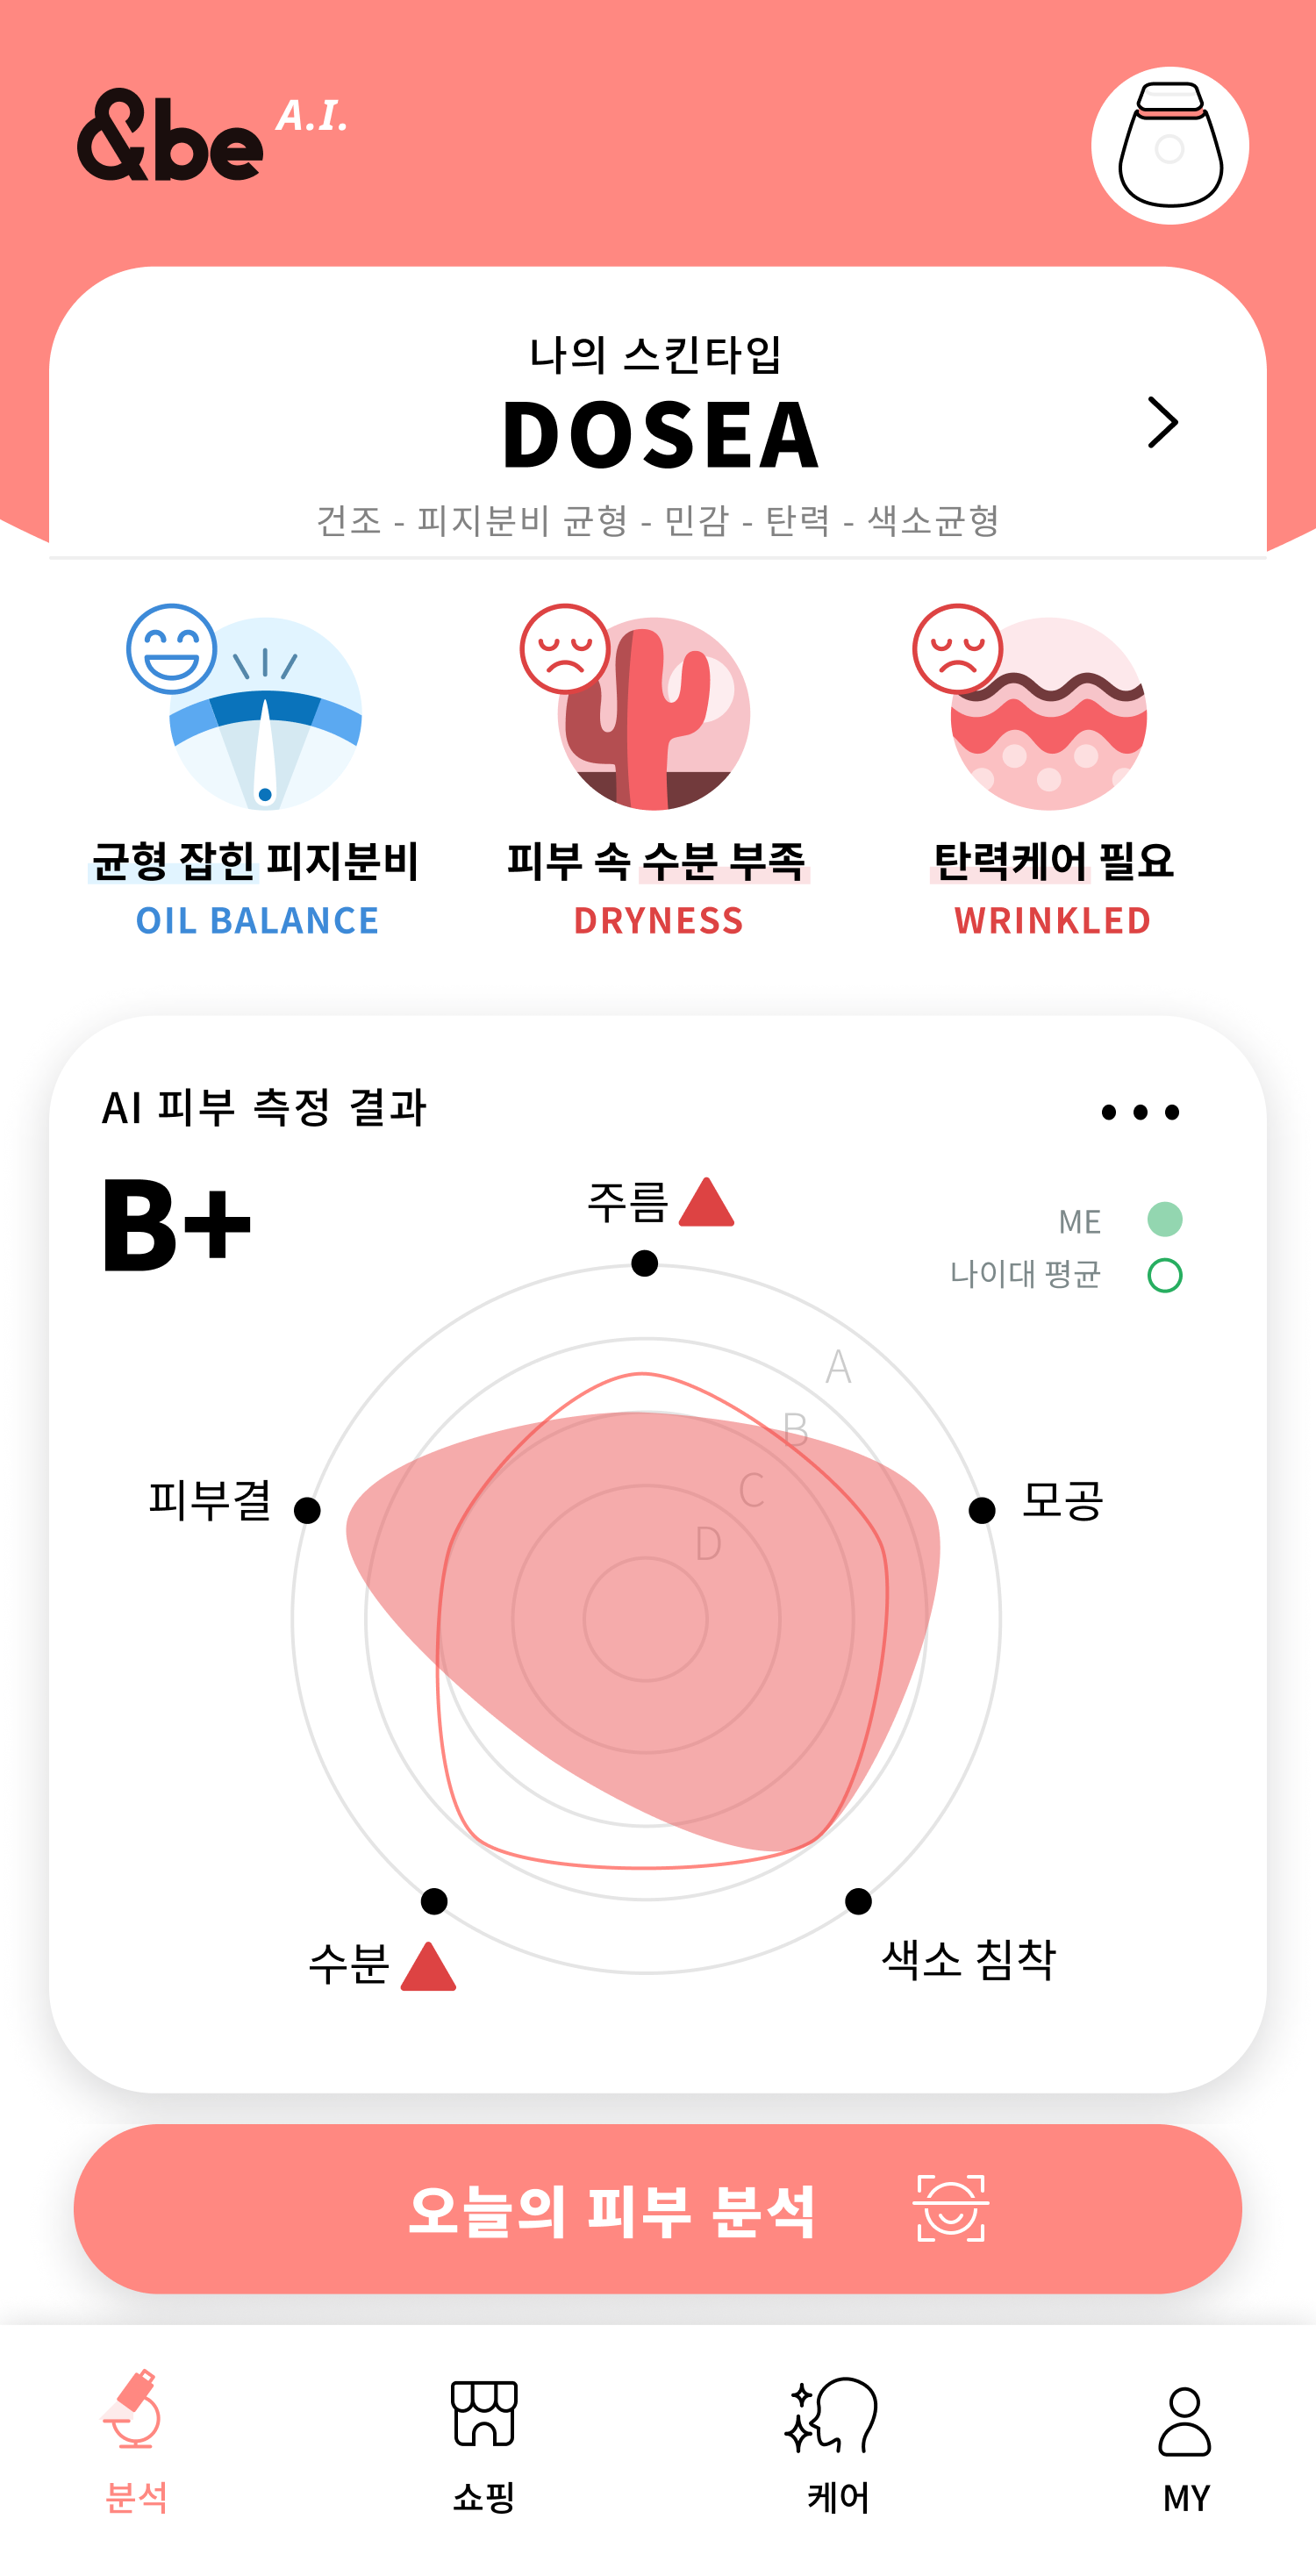 &be A.I.
나의 스킨타입
DOSEA
건조 - 피지분비 균형 - 민감 - 탄력 - 색소균형
균형 잡힌 피지분비
OIL BALANCE
피부 속 수분 부족
DRYNESS
탄력케어 필요
WRINKLED
AI 피부 측정 결과
B+
주름
ME
나이대 평균
A
B
C
D
피부결
모공
수분
색소 침착
오늘의 피부 분석
분석
쇼핑
케어
MY